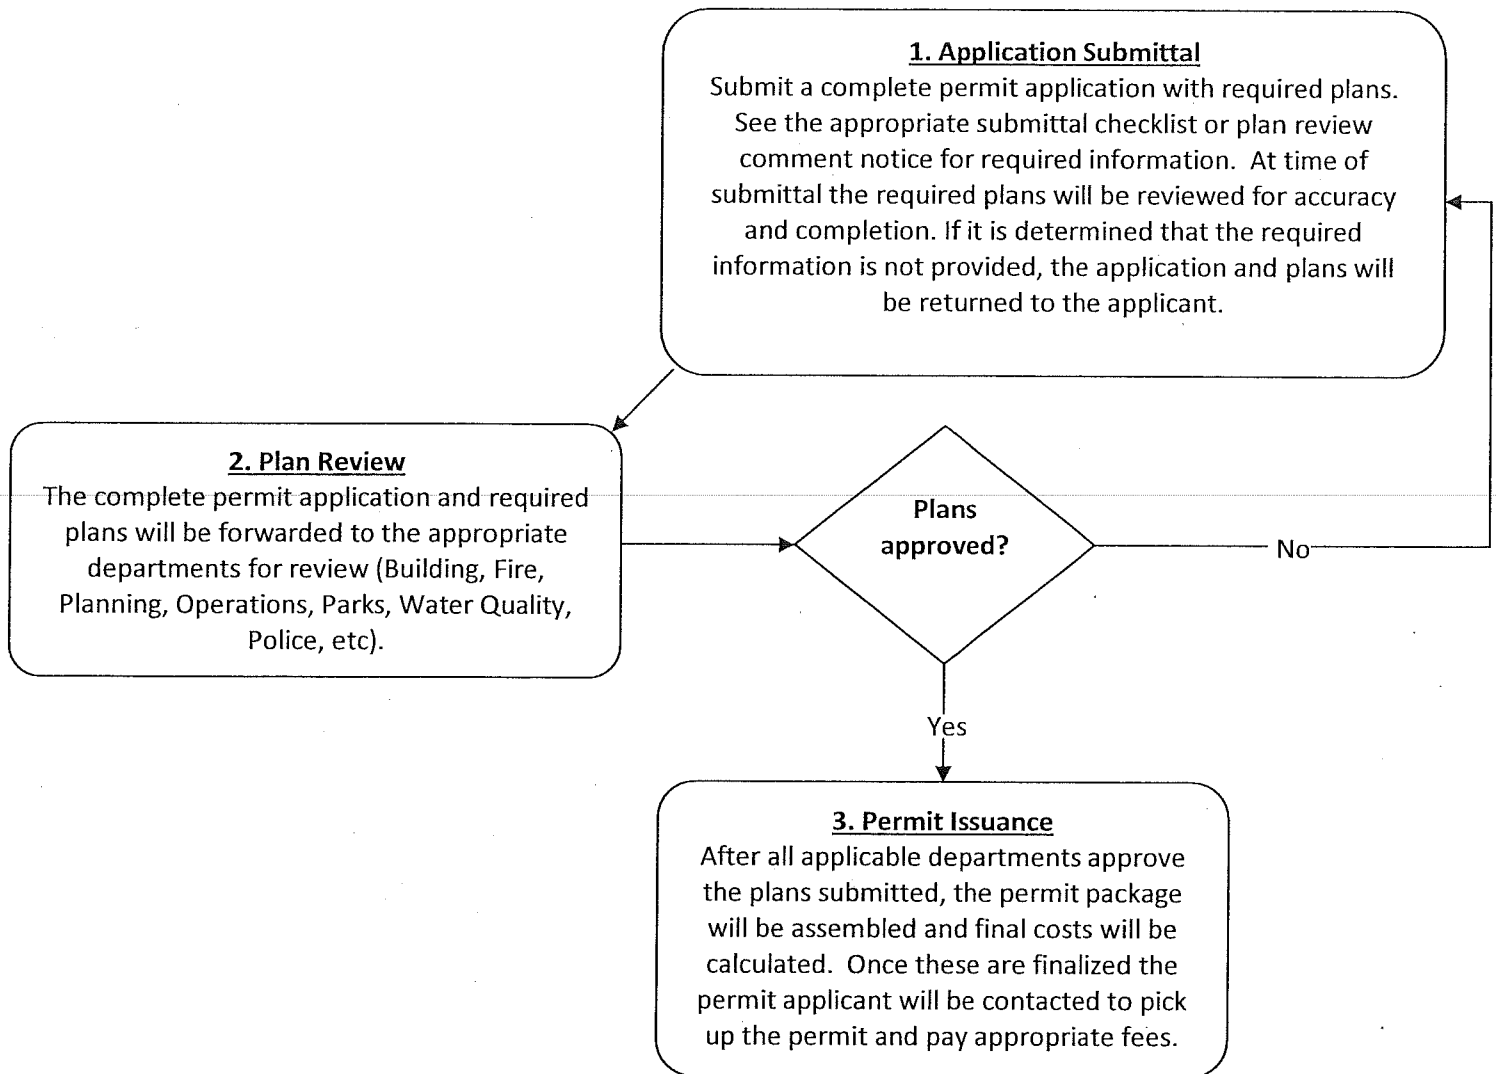 1. Application Submittal
Submit a complete permit application with required plans.
See the appropriate submittal checklist or plan review
comment notice for required information.  At time of
submittal the required plans will be reviewed for accuracy
and completion. If it is determined that the required
information is not provided, the application and plans will
be returned to the applicant.
2. Plan Review
The complete permit application and required
plans will be forwarded to the appropriate
departments for review (Building, Fire,
Planning, Operations, Parks, Water Quality,
Police, etc).
Plans
approved?
No
Yes
3. Permit Issuance
After all applicable departments approve
the plans submitted, the permit package
will be assembled and final costs will be
calculated.  Once these are finalized the
permit applicant will be contacted to pick
up the permit and pay appropriate fees.